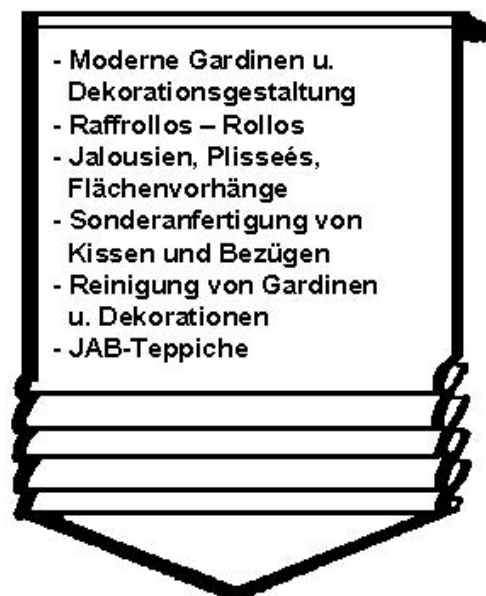 - Moderne Gardinen u.
Dekorationsgestaltung
- Raffrollos – Rollos
- Jalousien, Plisseés,
Flächenvorhänge
- Sonderanfertigung von
Kissen und Bezügen
- Reinigung von Gardinen
u. Dekorationen
- JAB-Teppiche